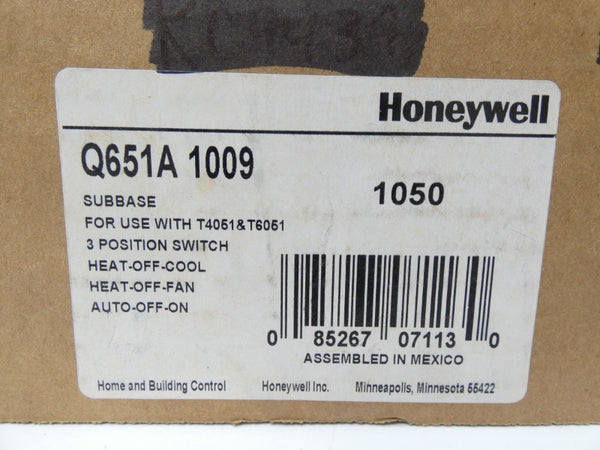 Honeywell
Q651A 1009
1050
SUBBASE
FOR USE WITH T4051&T6051
3 POSITION SWITCH
HEAT-OFF-COOL
HEAT-OFF-FAN
AUTO-OFF-ON
0 85267 07113 0
ASSEMBLED IN MEXICO
Home and Building Control Honeywell Inc. Minneapolis, Minnesota 55422